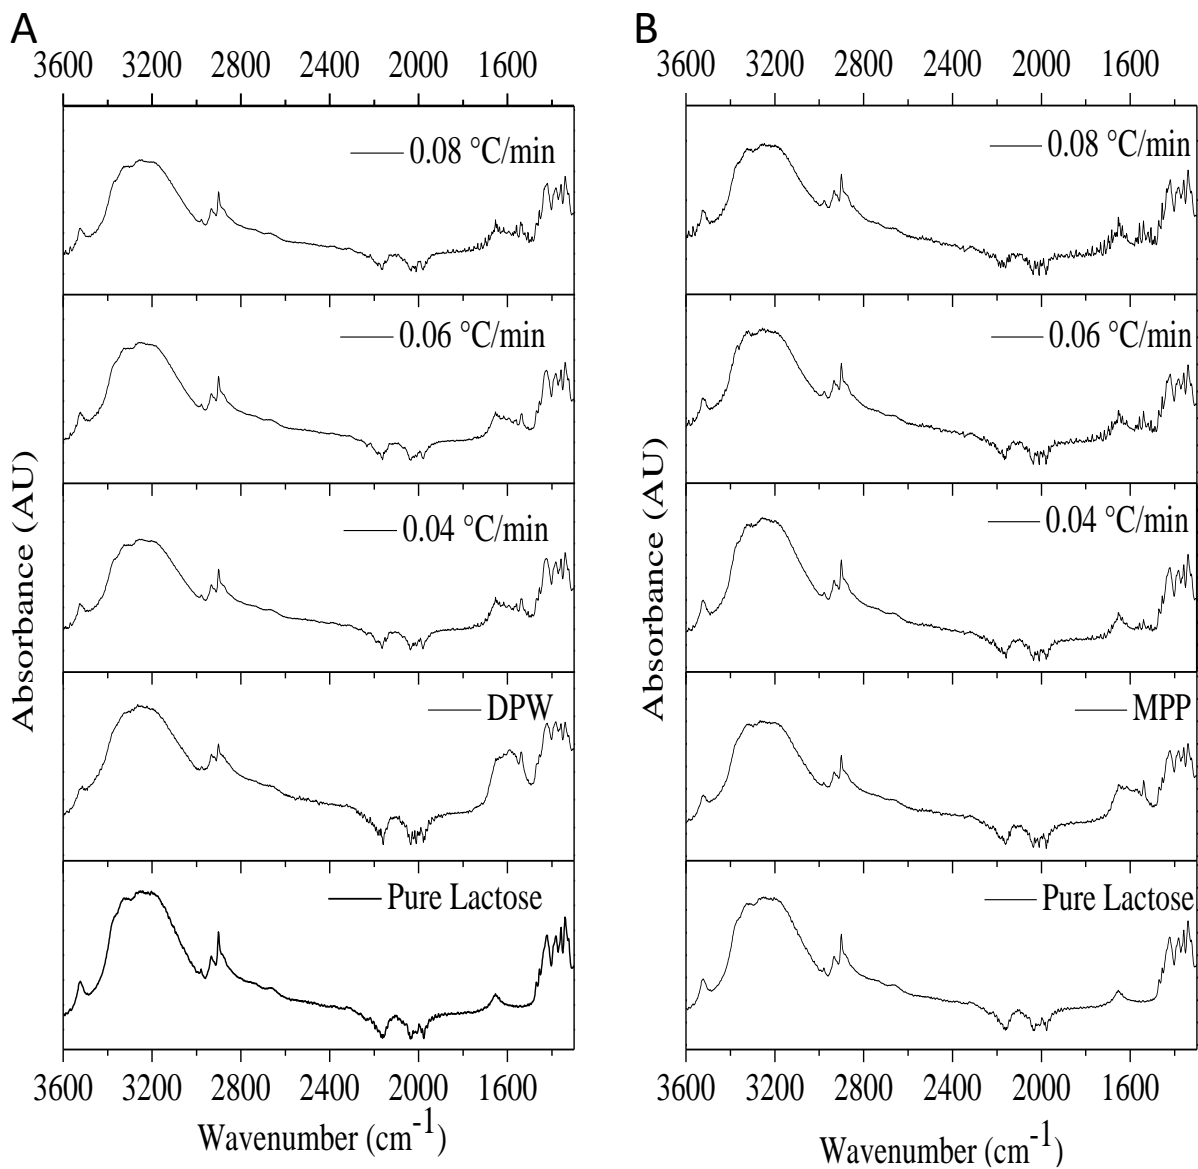 A
3600 3200 2800 2400 2000 1600
0.08 °C/min
0.06 °C/min
0.04 °C/min
DPW
Pure Lactose
Absorbance (AU)
3600 3200 2800 2400 2000 1600
Wavenumber (cm-1)
B
3600 3200 2800 2400 2000 1600
0.08 °C/min
0.06 °C/min
0.04 °C/min
MPP
Pure Lactose
Absorbance (AU)
3600 3200 2800 2400 2000 1600
Wavenumber (cm-1)